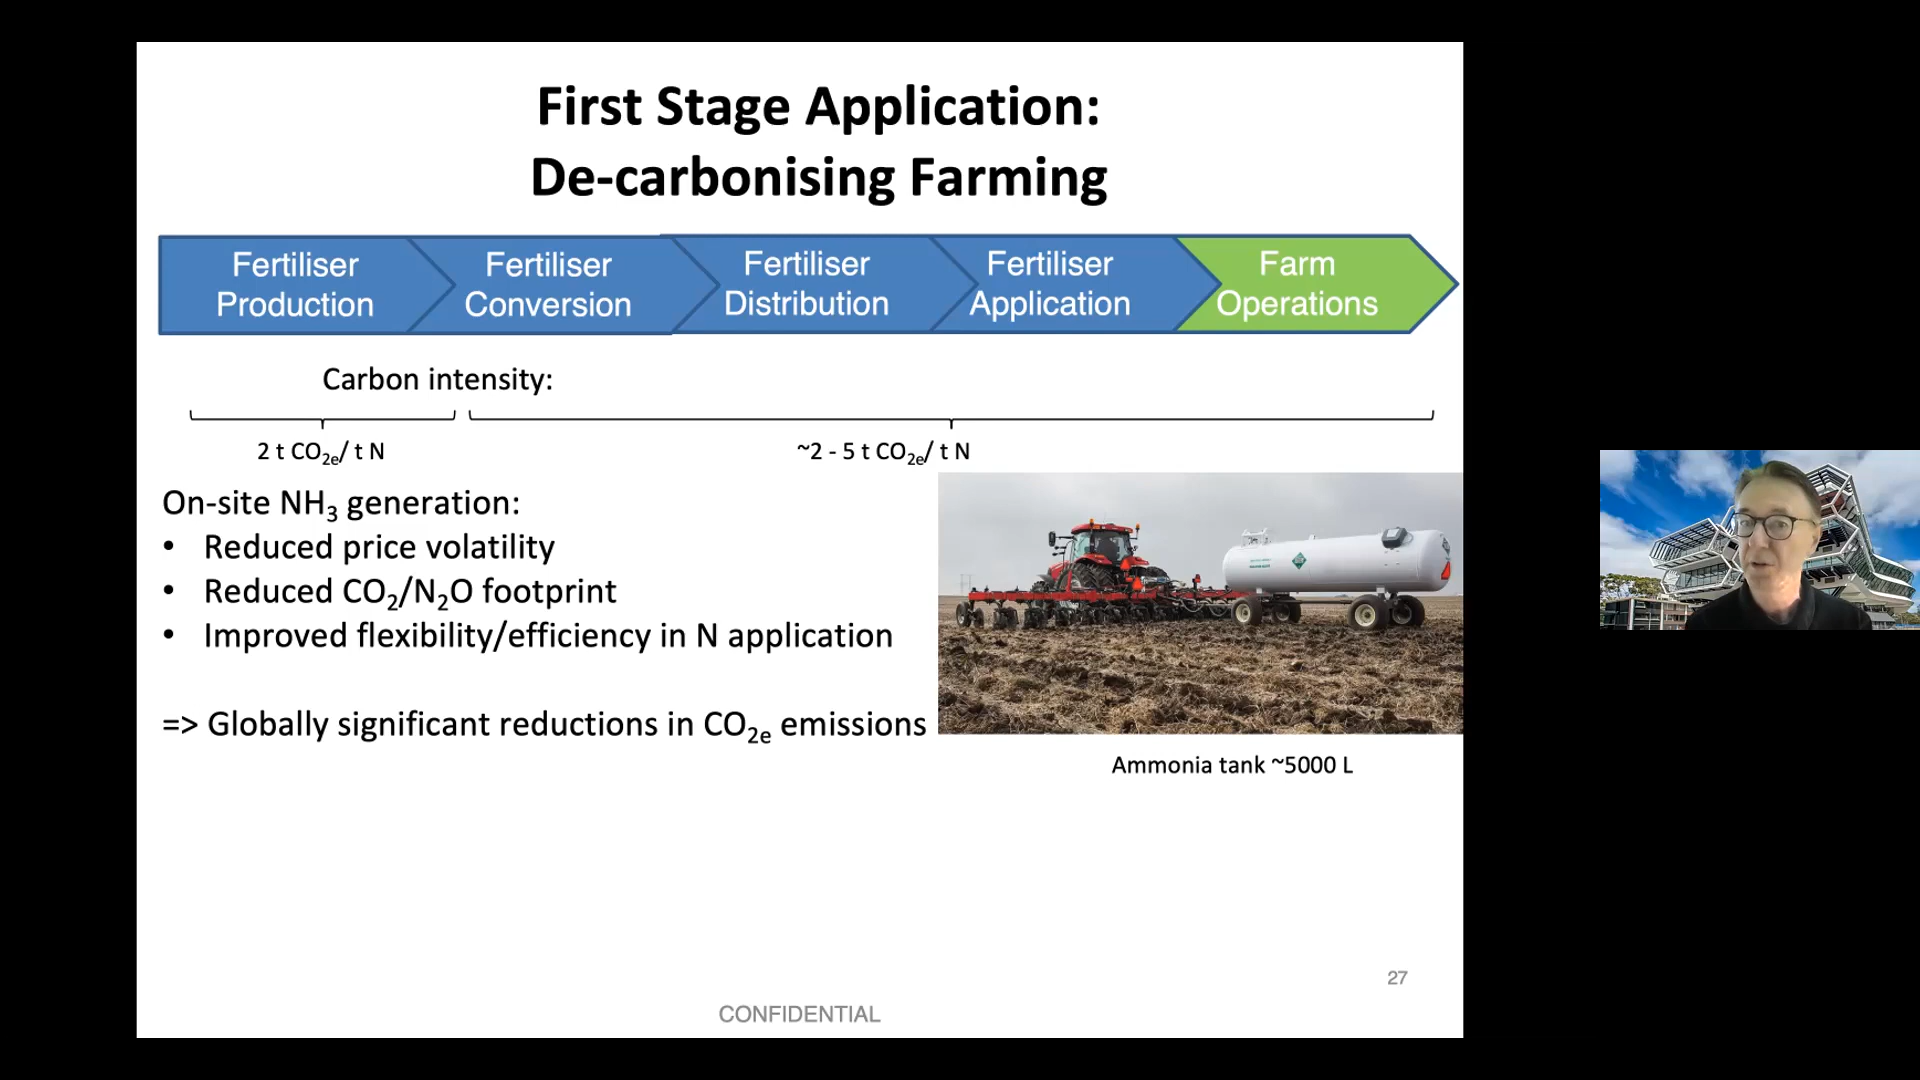 First Stage Application:
De-carbonising Farming
Fertiliser
Production
Fertiliser
Conversion
Fertiliser
Distribution
Fertiliser
Application
Farm
Operations
Carbon intensity:
2 t CO2e/ t N
~2 - 5 t CO2e/ t N
On-site NH3 generation:
• Reduced price volatility
• Reduced CO2/N2O footprint
• Improved flexibility/efficiency in N application
=> Globally significant reductions in CO2e emissions
Ammonia tank ~5000 L
27
CONFIDENTIAL